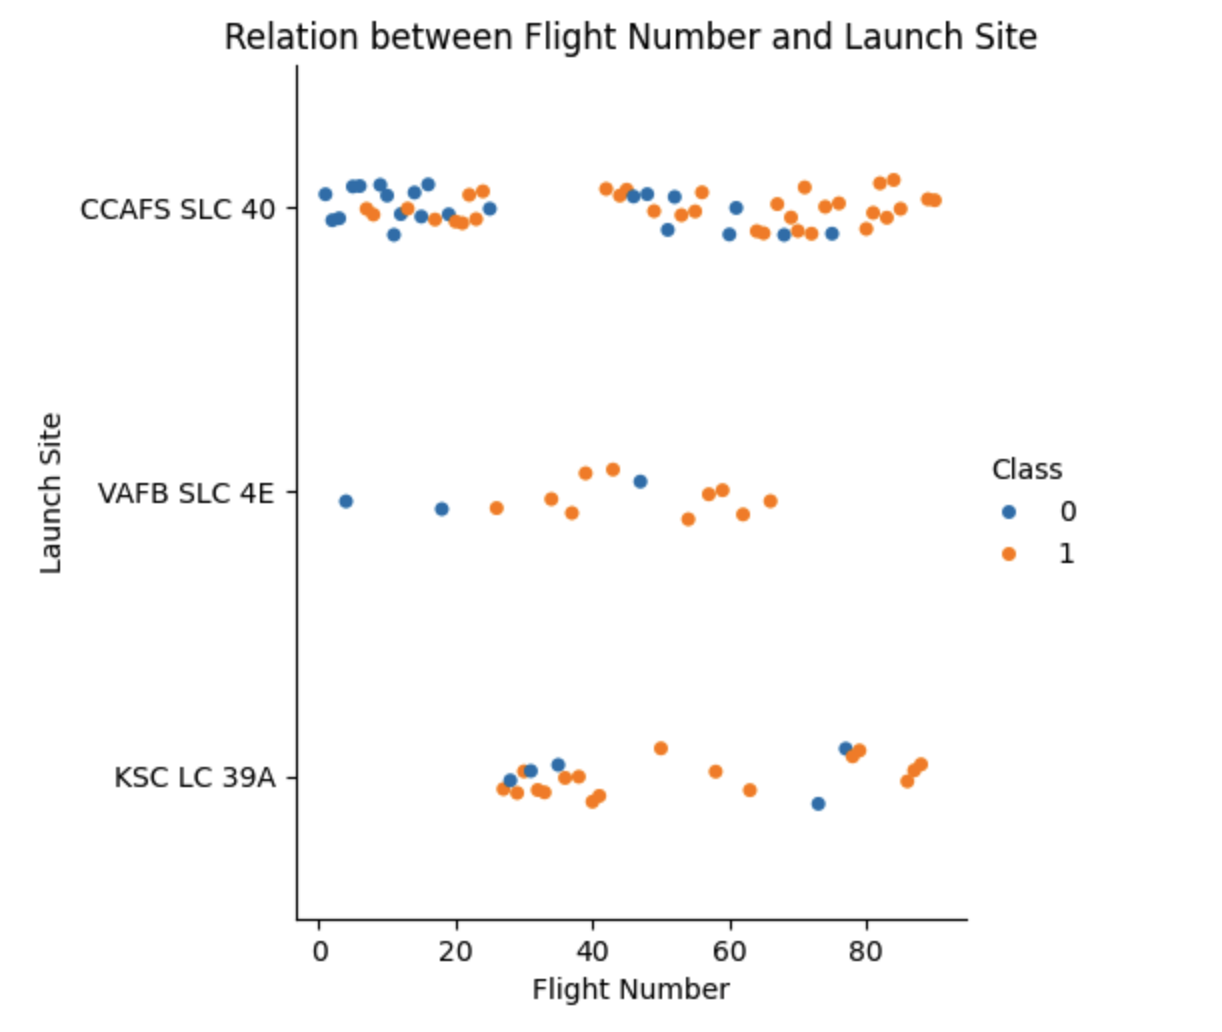 Relation between Flight Number and Launch Site
CCAFS SLC 40
VAFB SLC 4E
KSC LC 39A
Launch Site
Class
0
1
0 20 40 60 80
Flight Number